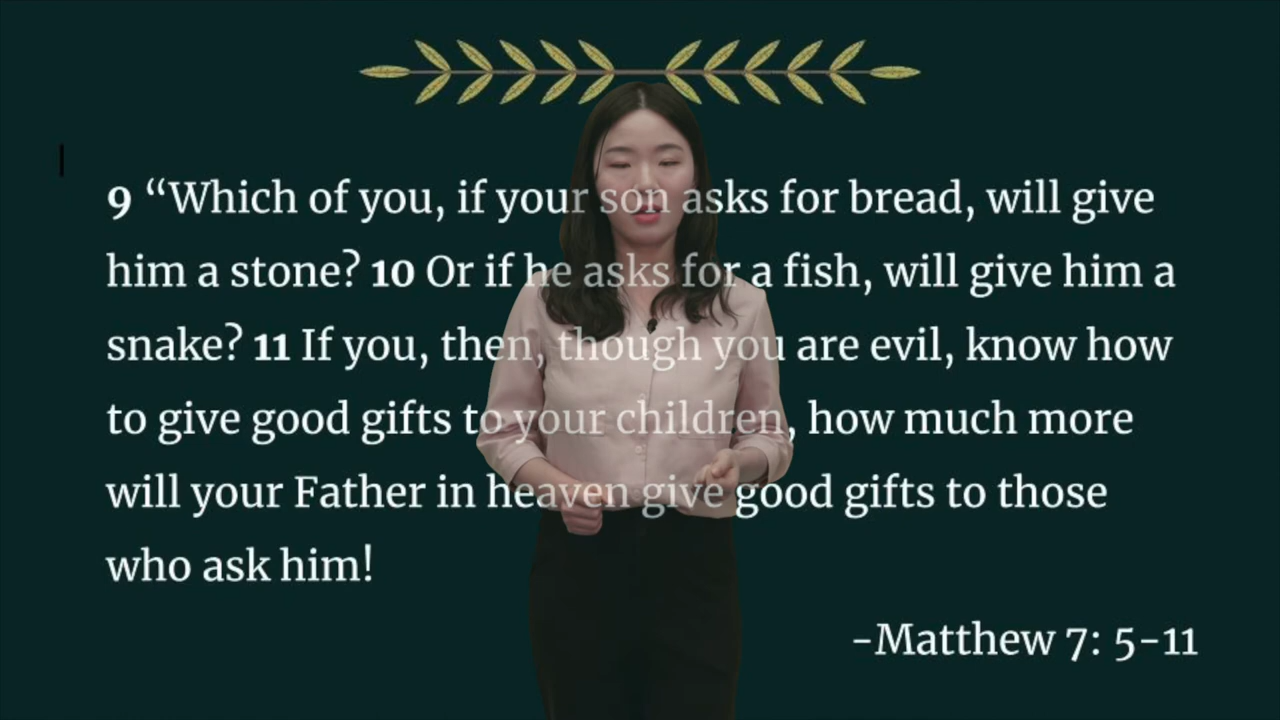 9 “Which of you, if your son asks for bread, will give
him a stone? 10 Or if he asks for a fish, will give him a
snake? 11 If you, then, though you are evil, know how
to give good gifts to your children, how much more
will your Father in heaven give good gifts to those
who ask him!
-Matthew 7: 5-11